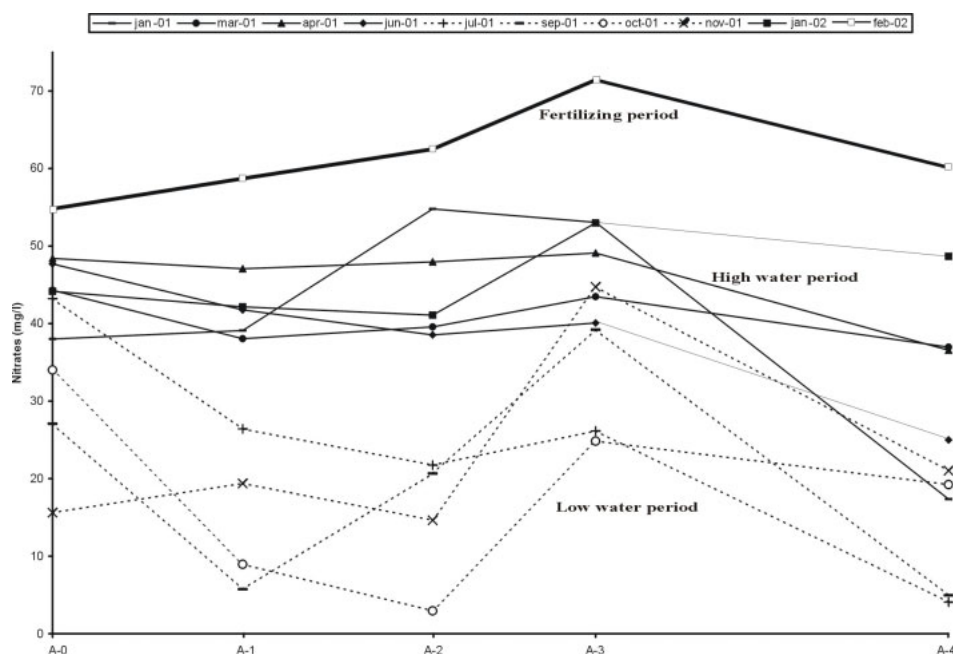 jan-01 mar-01 apr-01 jun-01 jul-01 sep-01 oct-01 nov-01 jan-02 feb-02
70
Fertilizing period
60
50
High water period
40
Nitrates (mg/l)
30
20
Low water period
10
0
A-0 A-1 A-2 A-3 A-4